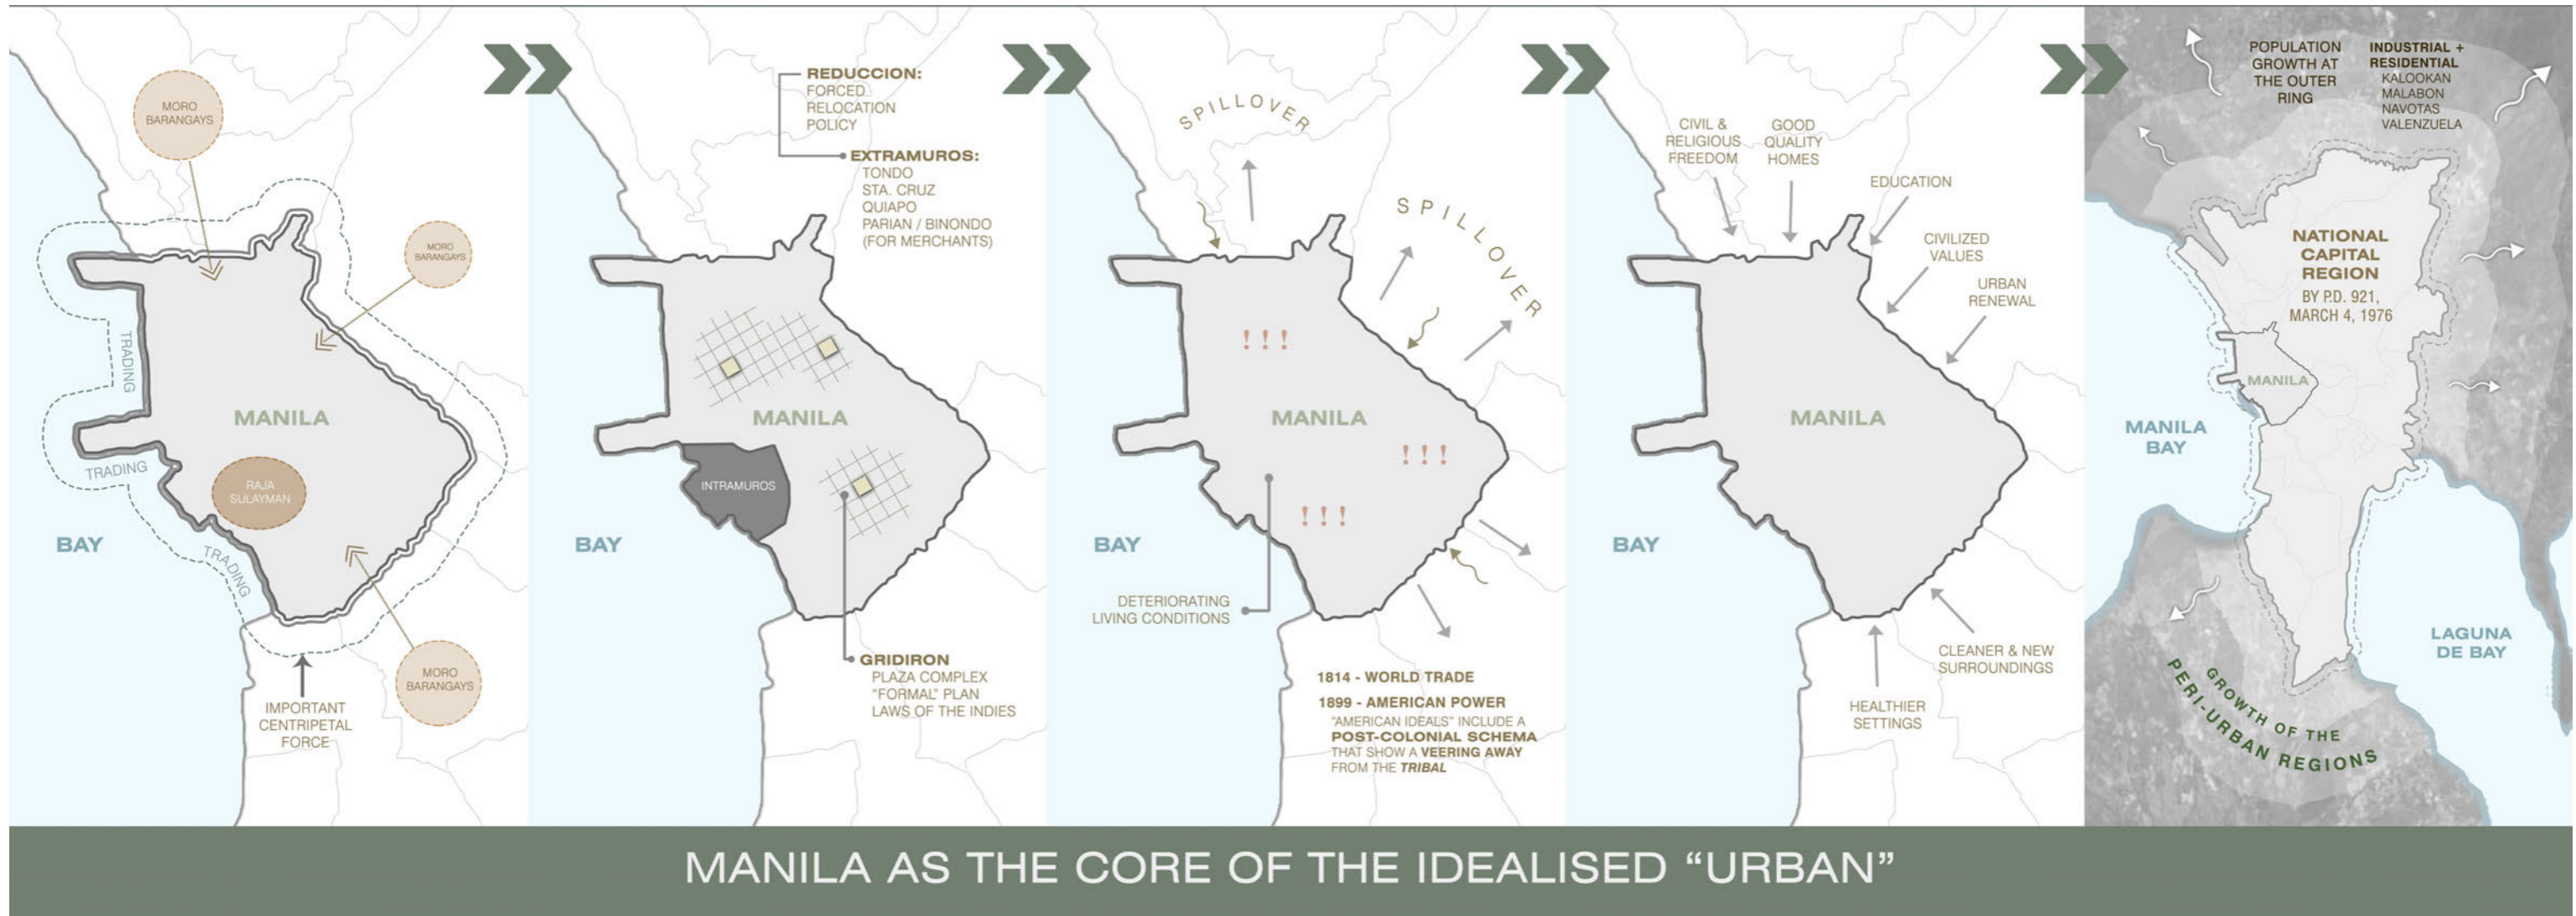 MORO
BARANGAYS
MORO
BARANGAYS
TRADING
MANILA
TRADING
RAJA
SULAYMAN
BAY
TRADING
MORO
BARANGAYS
IMPORTANT
CENTRIPETAL
FORCE
REDUCCION:
FORCED
RELOCATION
POLICY
EXTRAMUROS:
TONDO
STA. CRUZ
QUIAPO
PARIAN / BINONDO
(FOR MERCHANTS)
MANILA
INTRAMUROS
BAY
GRIDIRON
PLAZA COMPLEX
"FORMAL" PLAN
LAWS OF THE INDIES
SPILLOVER
SPILLOVER
! ! !
MANILA
! ! !
! ! !
BAY
DETERIORATING
LIVING CONDITIONS
1814 - WORLD TRADE
1899 - AMERICAN POWER
"AMERICAN IDEALS" INCLUDE A
POST-COLONIAL SCHEMA
THAT SHOW A VEERING AWAY
FROM THE TRIBAL
CIVIL &
RELIGIOUS
FREEDOM
GOOD
QUALITY
HOMES
EDUCATION
CIVILIZED
VALUES
URBAN
RENEWAL
MANILA
BAY
CLEANER & NEW
SURROUNDINGS
HEALTHIER
SETTINGS
POPULATION
GROWTH AT
THE OUTER
RING
INDUSTRIAL +
RESIDENTIAL
KALOOKAN
MALABON
NAVOTAS
VALENZUELA
NATIONAL
CAPITAL
REGION
BY P.D. 921,
MARCH 4, 1976
MANILA
MANILA
BAY
LAGUNA
DE BAY
GROWTH OF THE
PERI-URBAN REGIONS
MANILA AS THE CORE OF THE IDEALISED “URBAN”